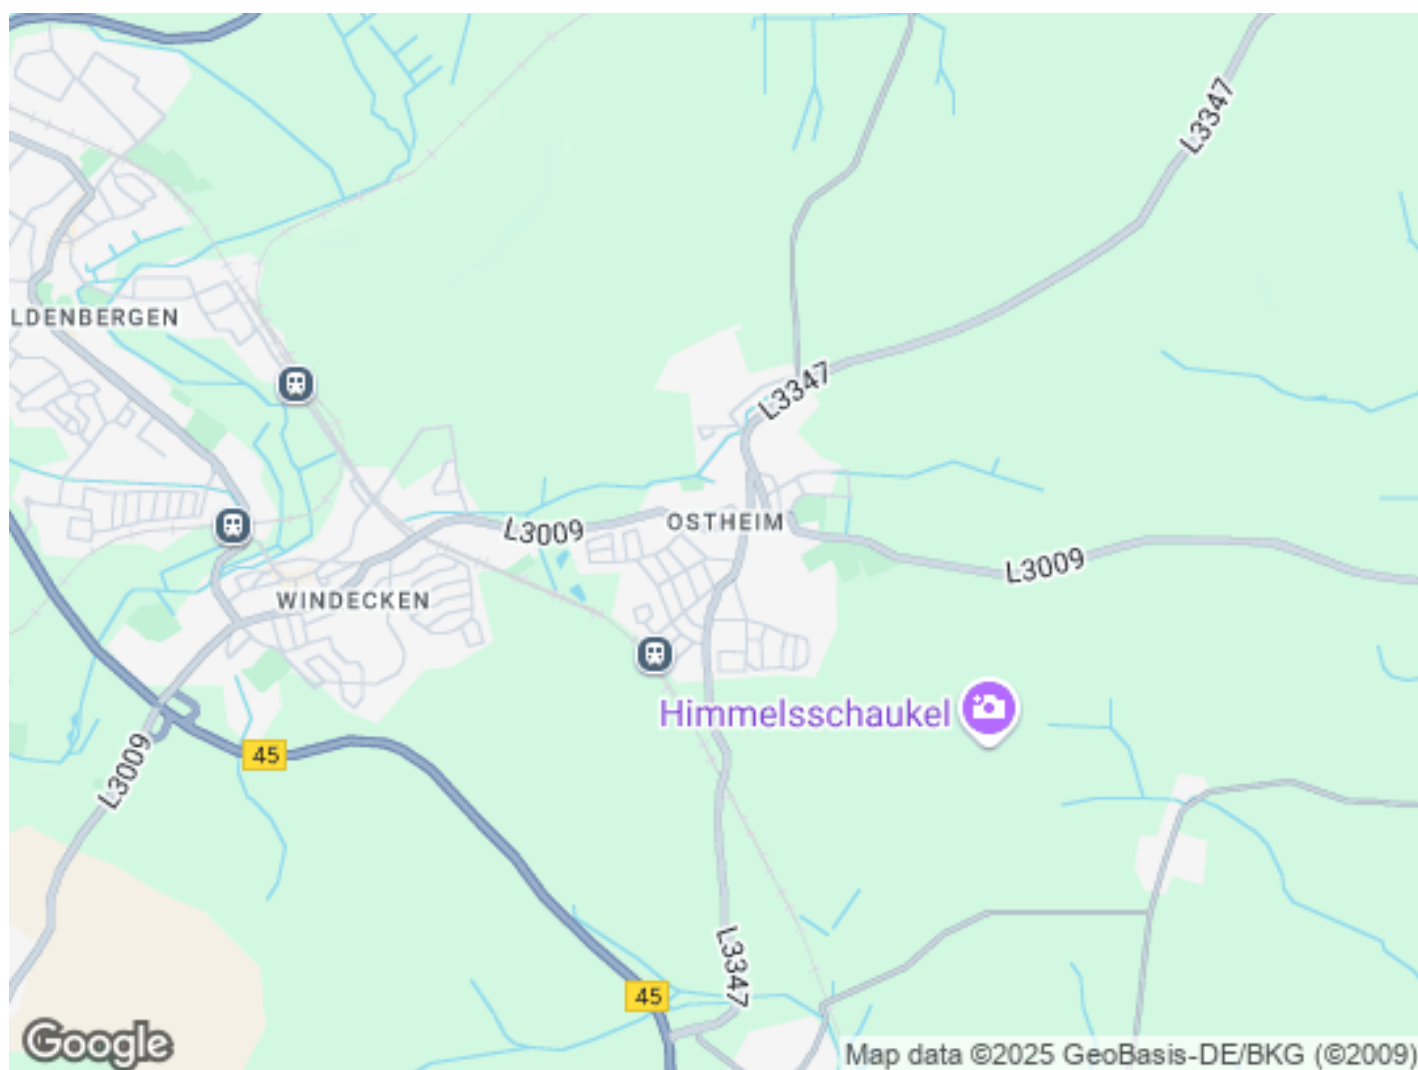 L3347
LDENBERGEN
L3347
OSTHEIM
L3009
L3009
WINDECKEN
Himmelsschaukel
45
L3009
L3347
45
Google
Map data ©2025 GeoBasis-DE/BKG (©2009)